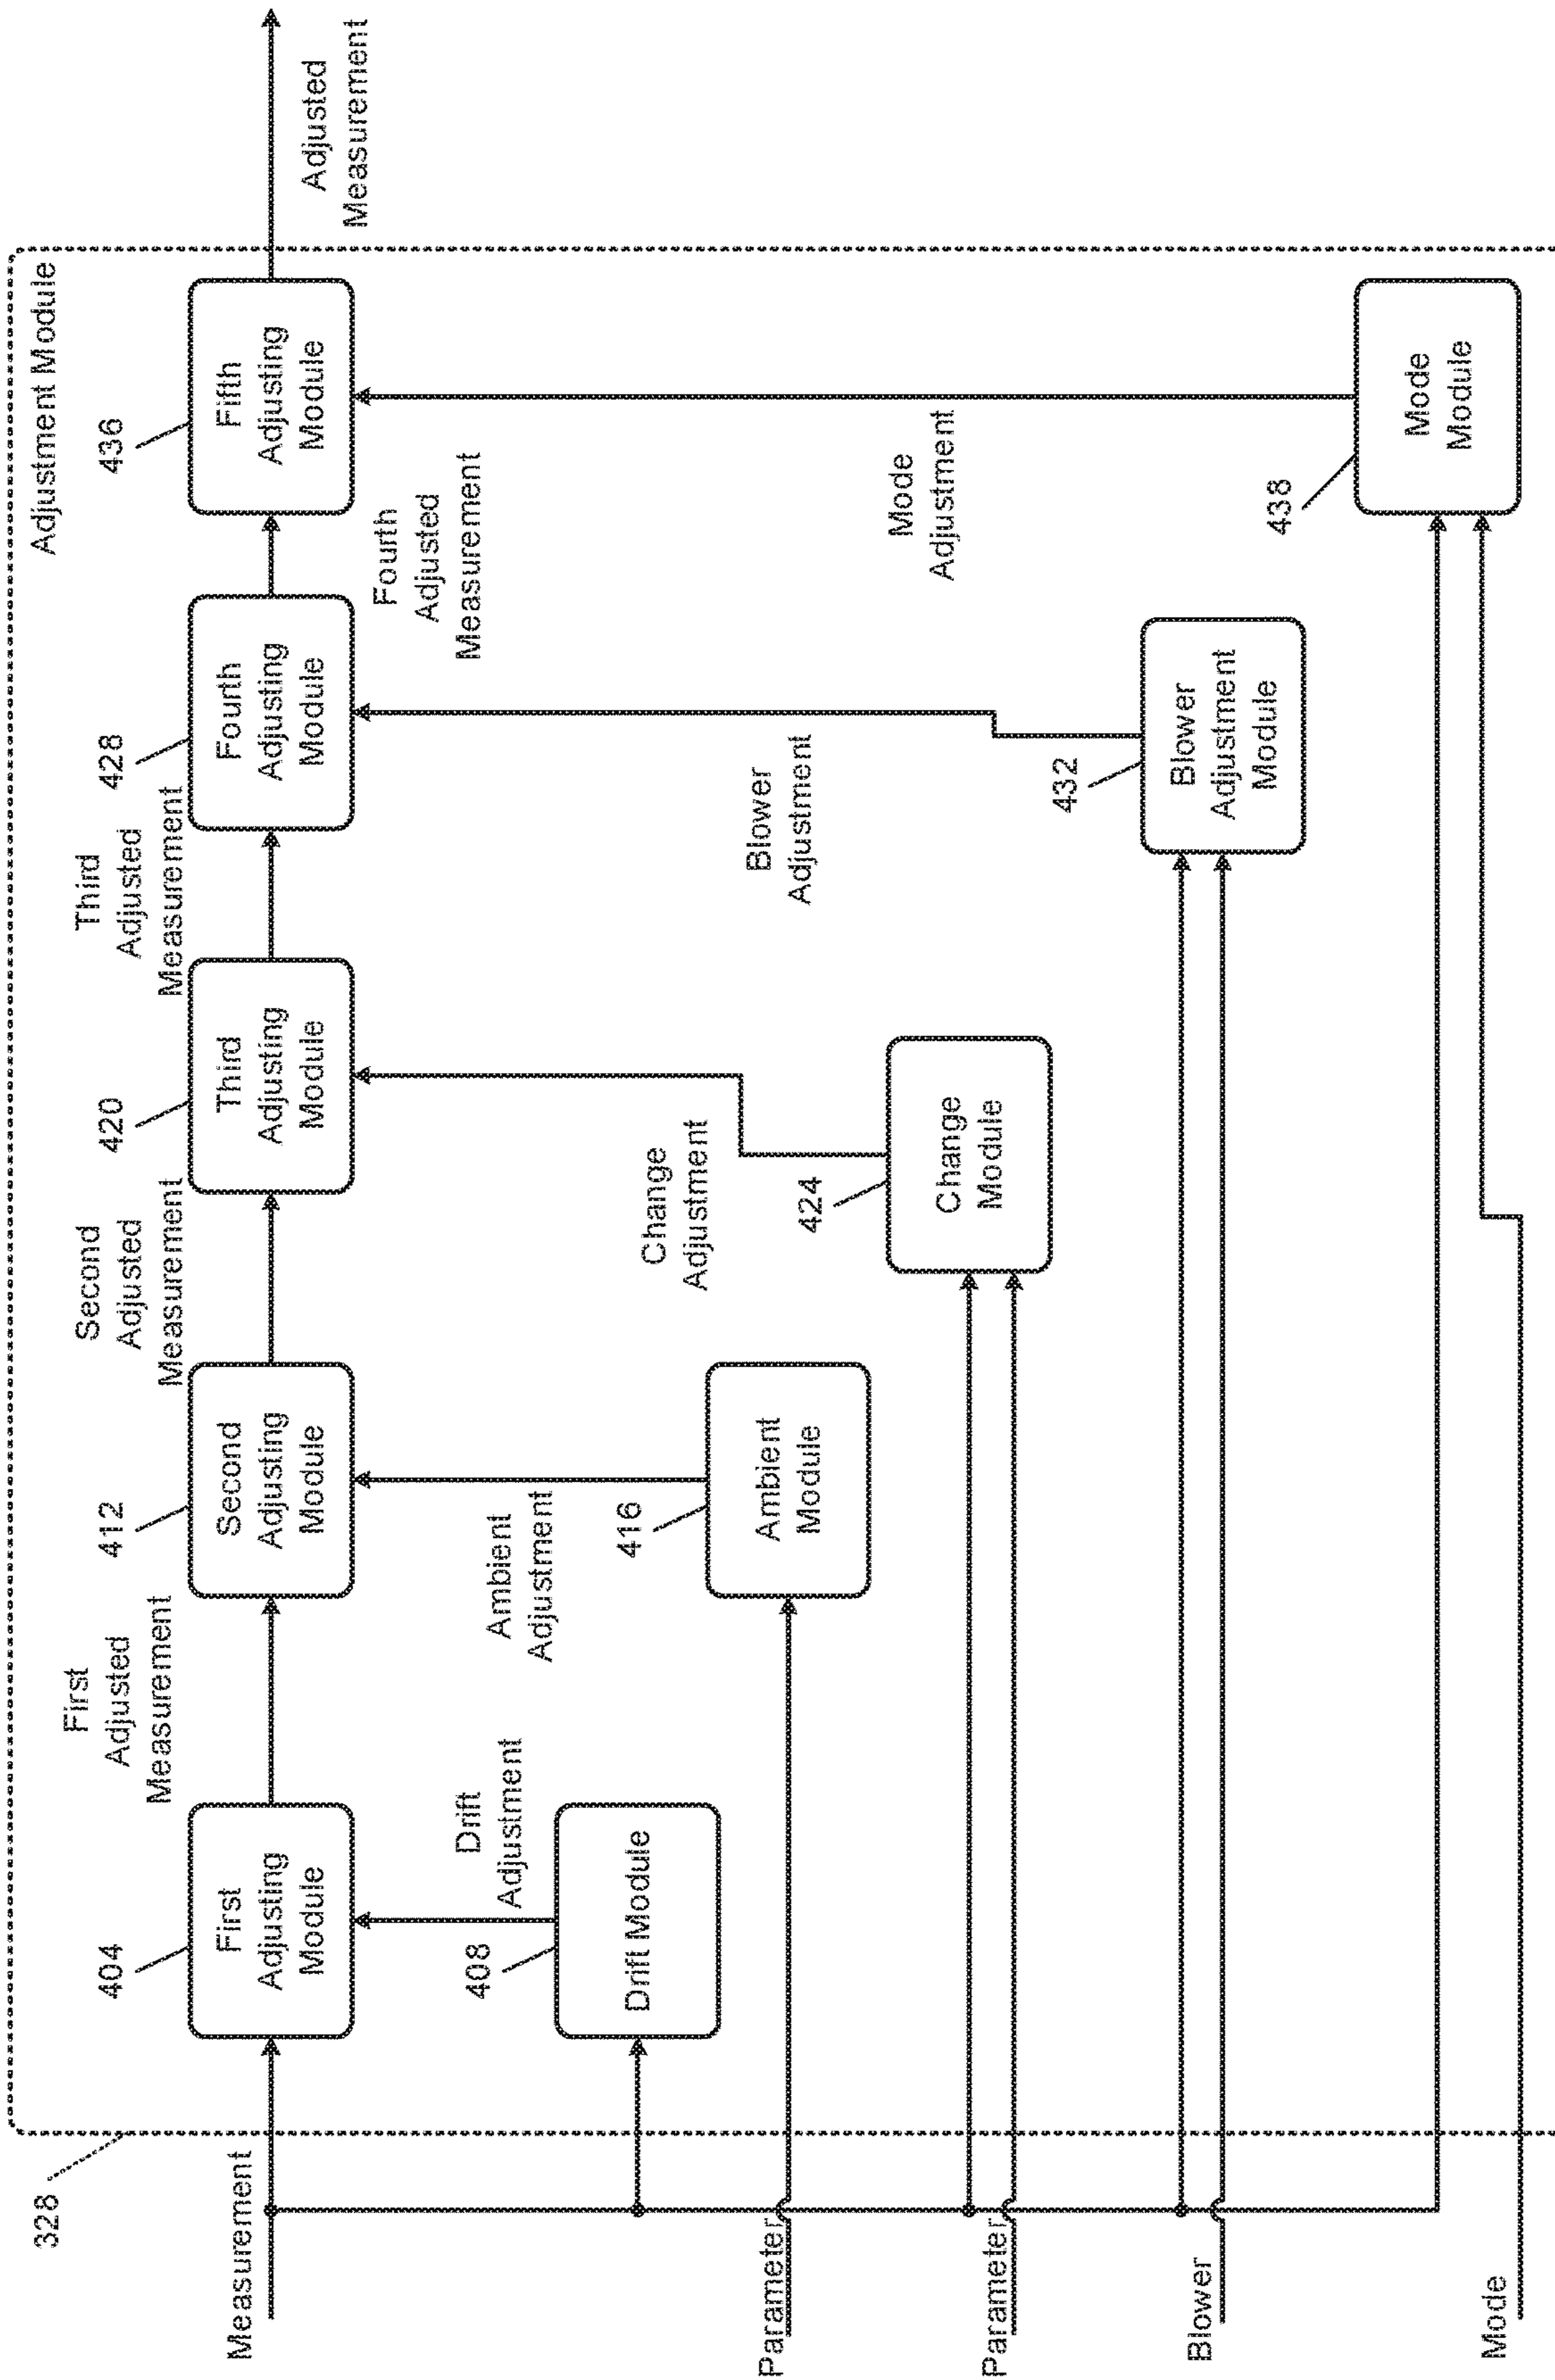 Adjustment Module
328
Measurement
404
First
Adjusting
Module
First
Adjusted
Measurement
412
Second
Adjusting
Module
Second
Adjusted
Measurement
420
Third
Adjusting
Module
Third
Adjusted
Measurement
428
Fourth
Adjusting
Module
Fourth
Adjusted
Measurement
436
Fifth
Adjusting
Module
Adjusted
Measurement
408
Drift Module
Drift
Adjustment
Parameter
416
Ambient
Module
Ambient
Adjustment
Parameter
424
Change
Module
Change
Adjustment
Blower
432
Blower
Adjustment
Module
Blower
Adjustment
Mode
438
Mode
Module
Mode
Adjustment